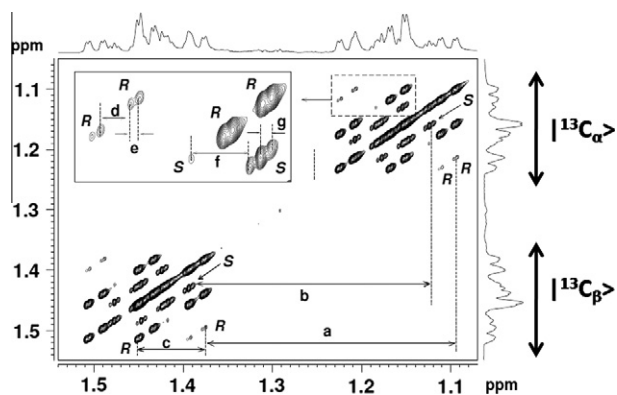 ppm
1.1
1.2
1.3
1.4
1.5
R
d
R
e
R
R
g
S
f
S
S
R R
S
b
a
R
c
R
1.5 1.4 1.3 1.2 1.1 ppm
|¹³Cα>
|¹³Cβ>